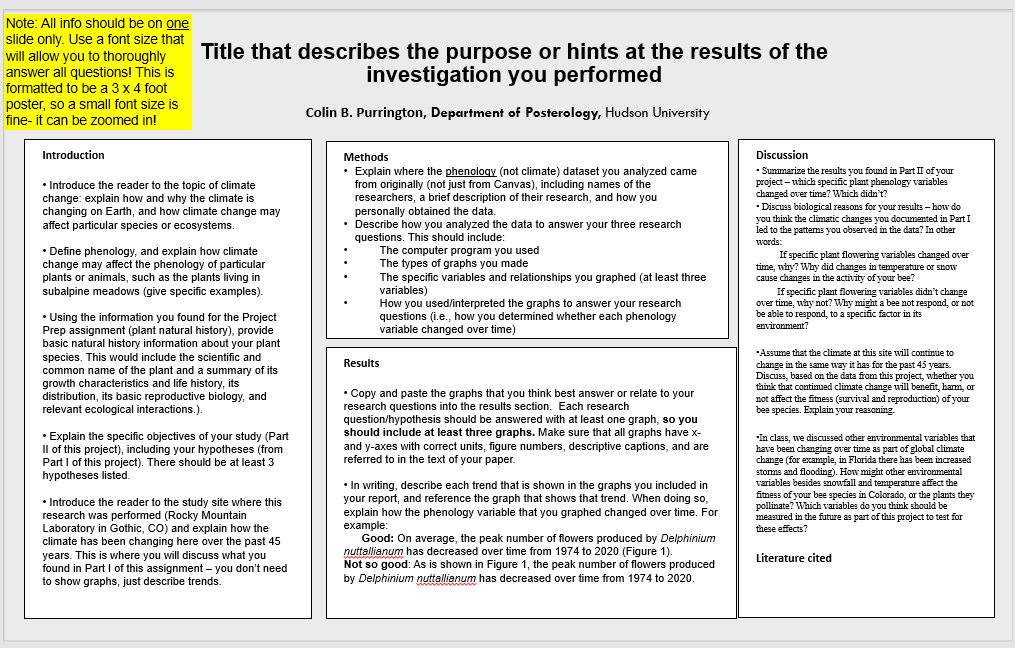 Note: All info should be on one
slide only. Use a font size that
will allow you to thoroughly
answer all questions! This is
formatted to be a 3 x 4 foot
poster, so a small font size is
fine- it can be zoomed in!
Title that describes the purpose or hints at the results of the
investigation you performed
Colin B. Purrington, Department of Posterology, Hudson University
Introduction
• Introduce the reader to the topic of climate
change: explain how and why the climate is
changing on Earth, and how climate change may
affect particular species or ecosystems.
• Define phenology, and explain how climate
change may affect the phenology of particular
plants or animals, such as the plants living in
subalpine meadows (give specific examples).
• Using the information you found for the Project
Prep assignment (plant natural history), provide
basic natural history information about your plant
species. This would include the scientific and
common name of the plant and a summary of its
growth characteristics and life history, its
distribution, its basic reproductive biology, and
relevant ecological interactions.).
• Explain the specific objectives of your study (Part
II of this project), including your hypotheses (from
Part I of this project). There should be at least 3
hypotheses listed.
• Introduce the reader to the study site where this
research was performed (Rocky Mountain
Laboratory in Gothic, CO) and explain how the
climate has been changing here over the past 45
years. This is where you will discuss what you
found in Part I of this assignment – you don't need
to show graphs, just describe trends.
Methods
• Explain where the phenology (not climate) dataset you analyzed came
from originally (not just from Canvas), including names of the
researchers, a brief description of their research, and how you
personally obtained the data.
• Describe how you analyzed the data to answer your three research
questions. This should include:
• The computer program you used
• The types of graphs you made
• The specific variables and relationships you graphed (at least three
variables)
• How you used/interpreted the graphs to answer your research
questions (i.e., how you determined whether each phenology
variable changed over time)
Results
• Copy and paste the graphs that you think best answer or relate to your
research questions into the results section. Each research
question/hypothesis should be answered with at least one graph, so you
should include at least three graphs. Make sure that all graphs have x-
and y-axes with correct units, figure numbers, descriptive captions, and are
referred to in the text of your paper.
• In writing, describe each trend that is shown in the graphs you included in
your report, and reference the graph that shows that trend. When doing so,
explain how the phenology variable that you graphed changed over time. For
example:
Good: On average, the peak number of flowers produced by Delphinium
nuttallianum has decreased over time from 1974 to 2020 (Figure 1).
Not so good: As is shown in Figure 1, the peak number of flowers produced
by Delphinium nuttallianum has decreased over time from 1974 to 2020.
Discussion
• Summarize the results you found in Part II of your
project – which specific plant phenology variables
changed over time? Which didn't?
• Discuss biological reasons for your results – how do
you think the climatic changes you documented in Part I
led to the patterns you observed in the data? In other
words:
If specific plant flowering variables changed over
time, why? Why did changes in temperature or snow
cause changes in the activity of your bee?
If specific plant flowering variables didn't change
over time, why not? Why might a bee not respond, or not
be able to respond, to a specific factor in its
environment?
•Assume that the climate at this site will continue to
change in the same way it has for the past 45 years.
Discuss, based on the data from this project, whether you
think that continued climate change will benefit, harm, or
not affect the fitness (survival and reproduction) of your
bee species. Explain your reasoning.
•In class, we discussed other environmental variables that
have been changing over time as part of global climate
change (for example, in Florida there has been increased
storms and flooding). How might other environmental
variables besides snowfall and temperature affect the
fitness of your bee species in Colorado, or the plants they
pollinate? Which variables do you think should be
measured in the future as part of this project to test for
these effects?
Literature cited